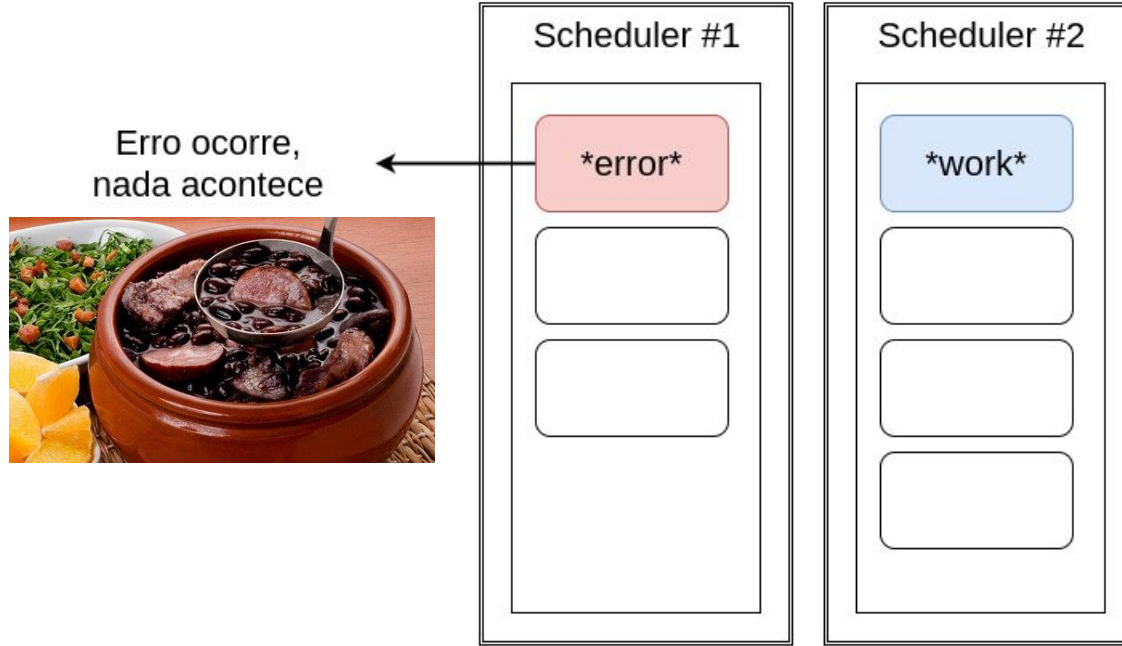 Scheduler #1
Scheduler #2
Erro ocorre,
nada acontece
*error*
*work*